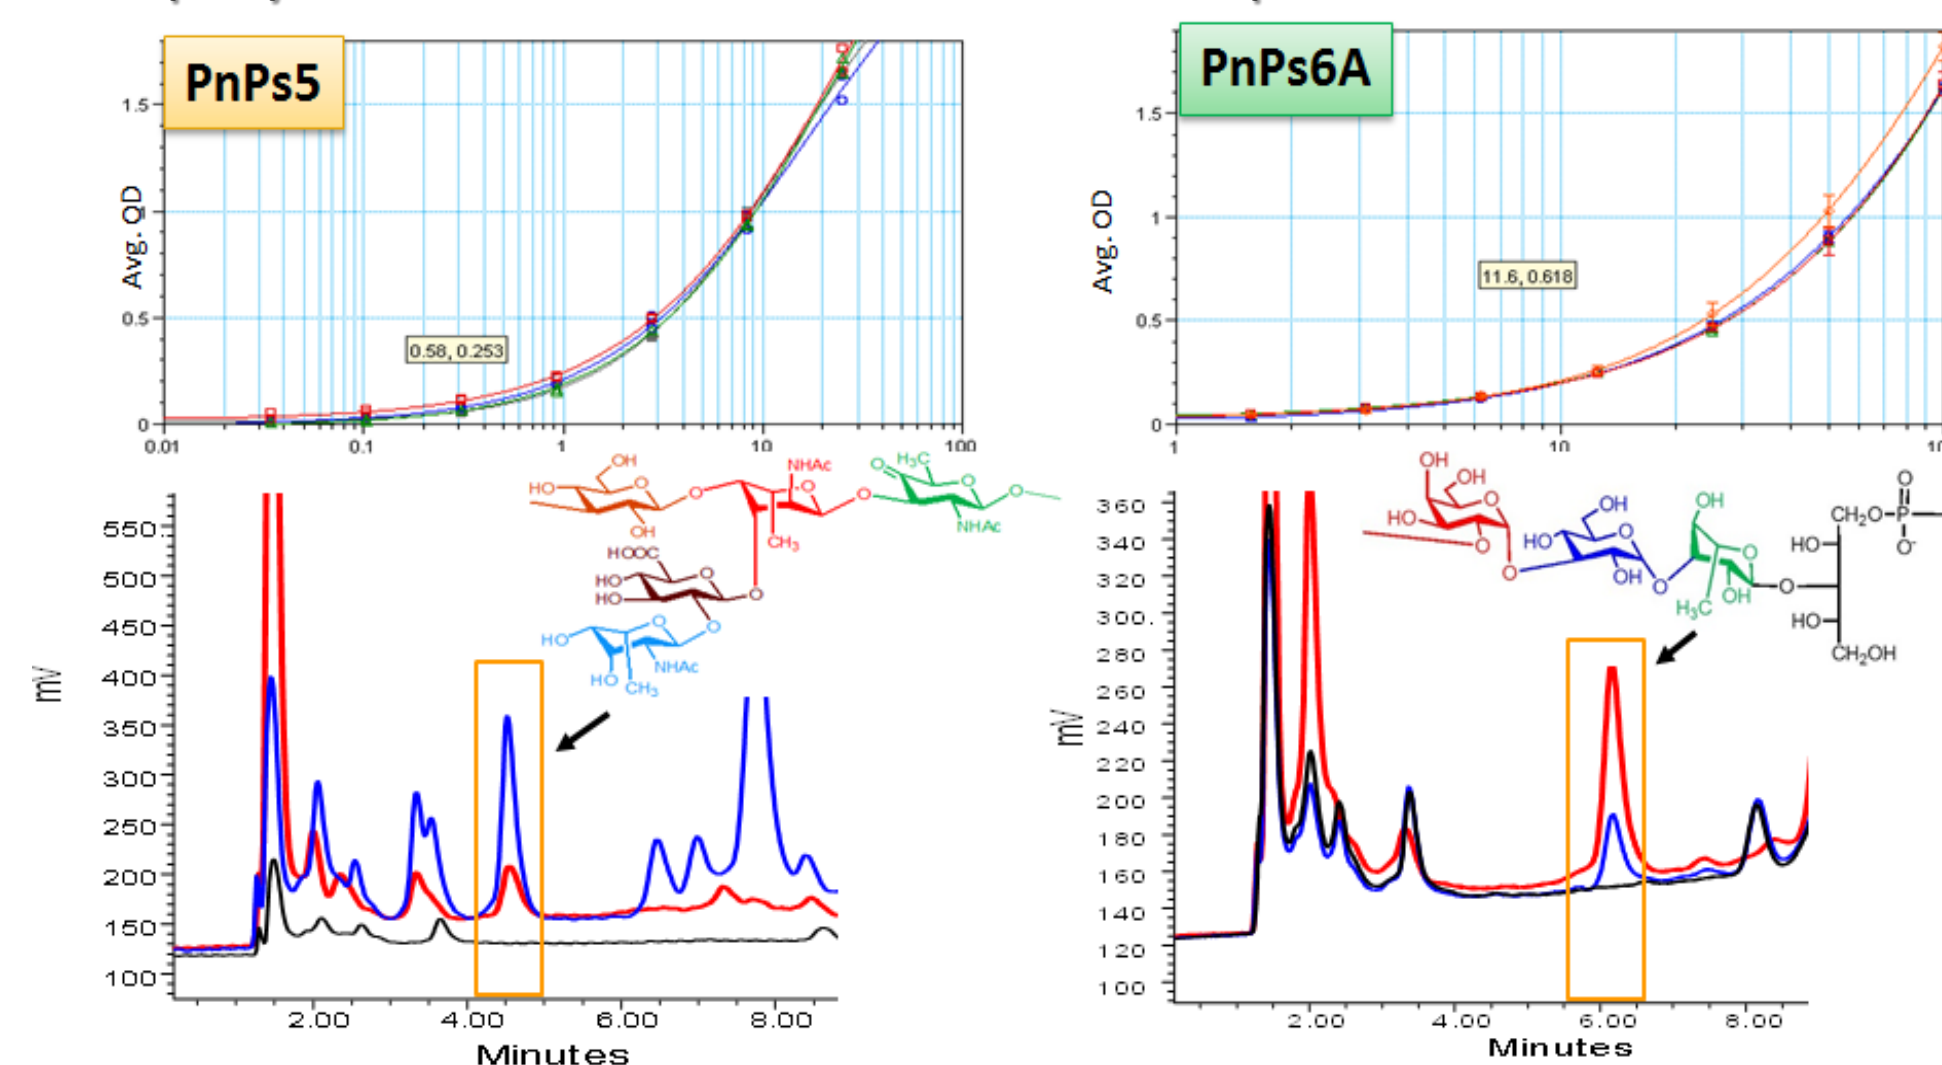 PnPs5
1.5
1
0.5
0
Avg. OD
0.58, 0.253
0.01 0.1 1 10 100
PnPs6A
1.5
1
0.5
0
Avg. OD
11.6, 0.618
1 10
OH
HO
O
O
OH
NHAc
O
CH₃
O
O
H₃C
O
NHAc
O
HOOC
HO
HO
O
O
HO
O
O
NHAc
HO
CH₃
550
500
450
400
350
300
250
200
150
100
mV
2.00 4.00 6.00 8.00
Minutes
OH
OH
HO
O
O
O
OH
HO
O
OH
O
OH
O
H₃C
OH
O
CH₂O-P
O
O⁻
HO
HO
CH₂OH
360
340
320
300.
280
260
240
220
200
180
160
140
120
100
mV
2.00 4.00 6.00 8.00
Minutes